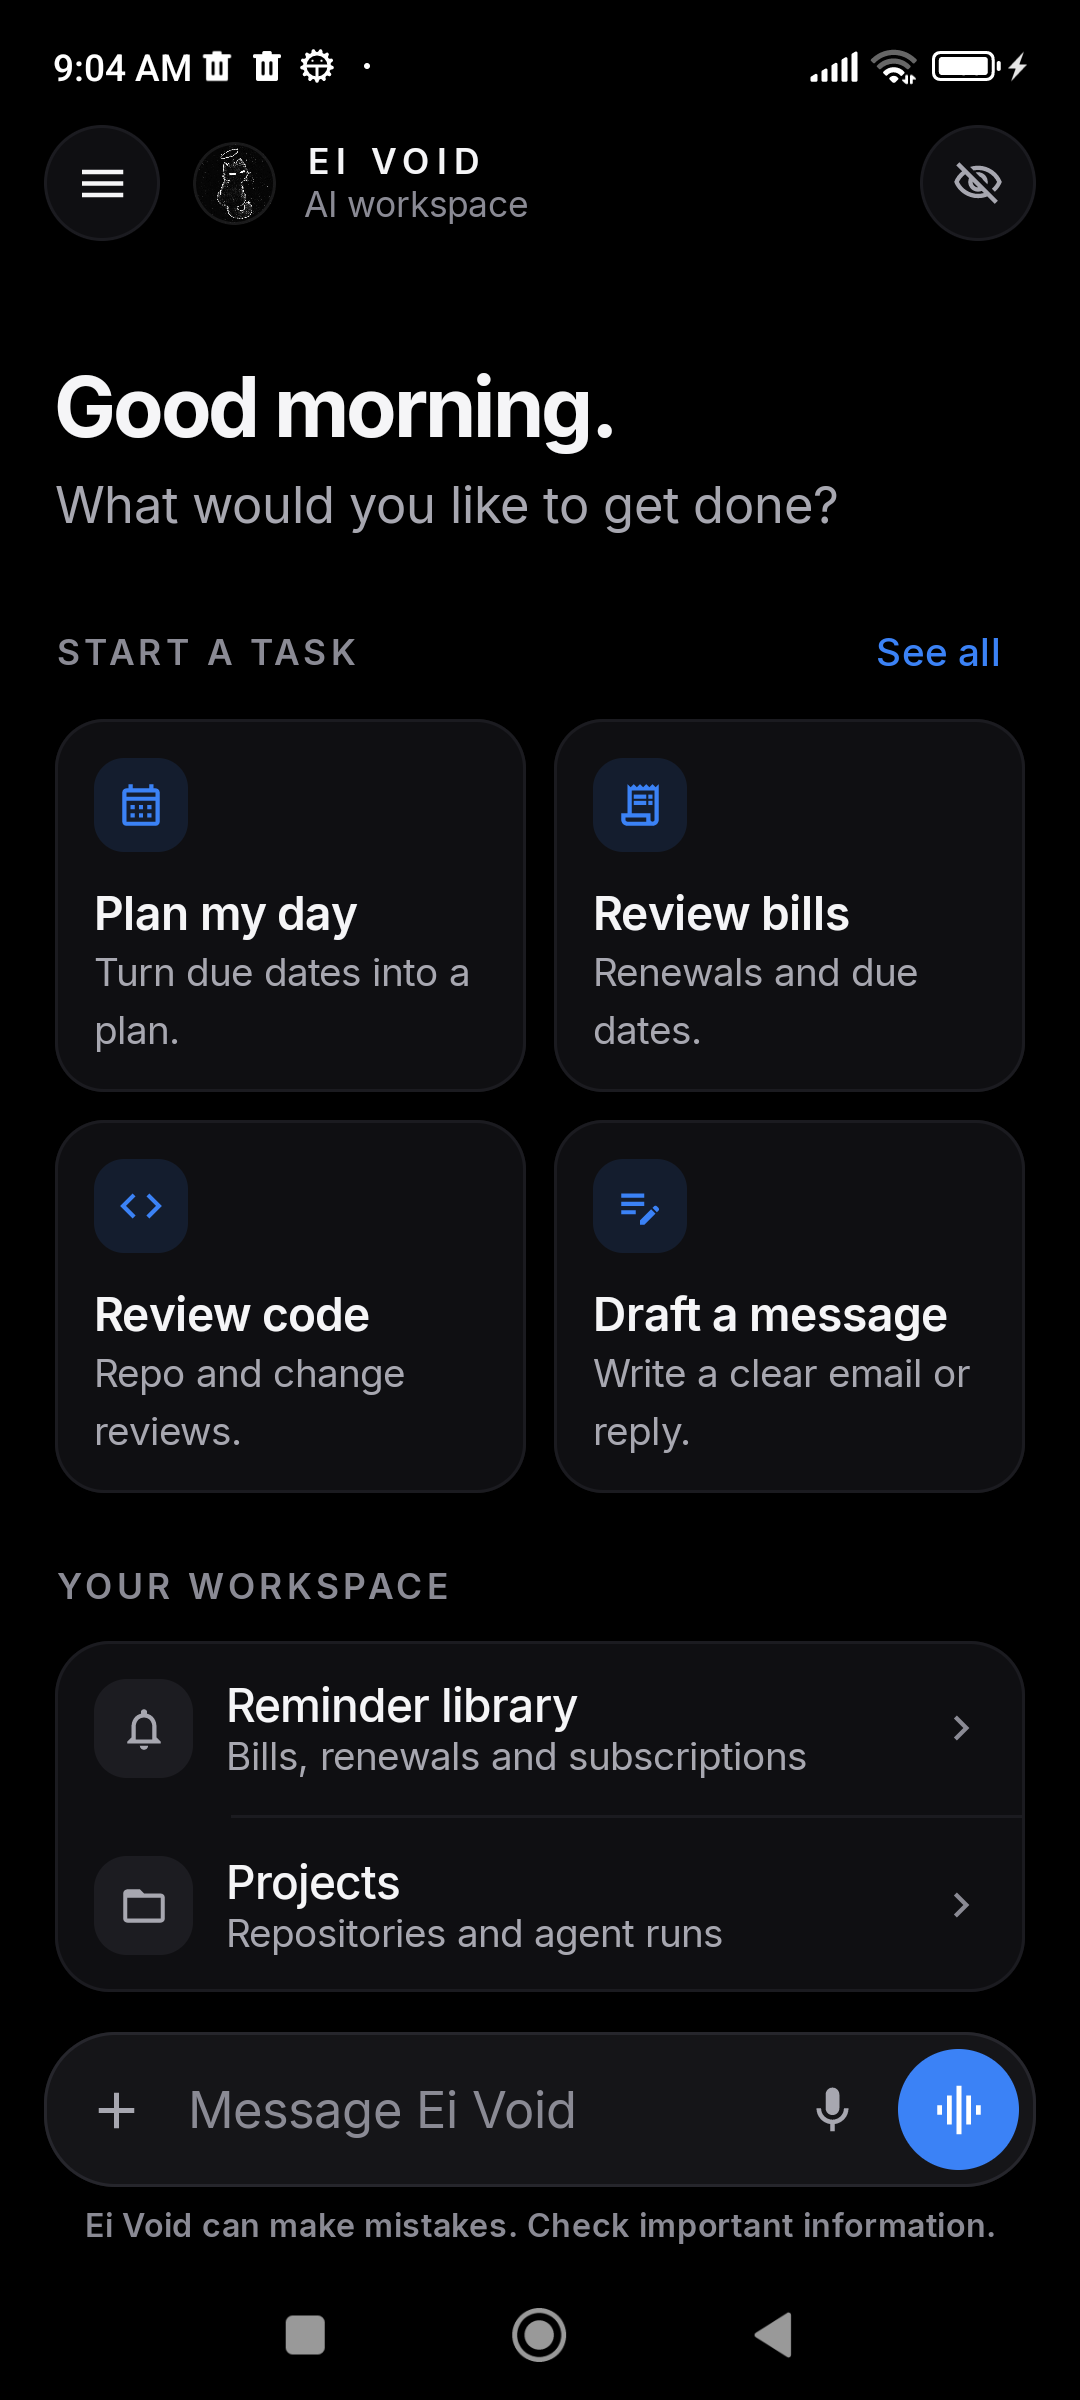 9:04 AM
EI VOID
AI workspace
Good morning.
What would you like to get done?
START A TASK
See all
Plan my day
Turn due dates into a
plan.
Review bills
Renewals and due
dates.
Review code
Repo and change
reviews.
Draft a message
Write a clear email or
reply.
YOUR WORKSPACE
Reminder library
Bills, renewals and subscriptions
Projects
Repositories and agent runs
Message Ei Void
Ei Void can make mistakes. Check important information.